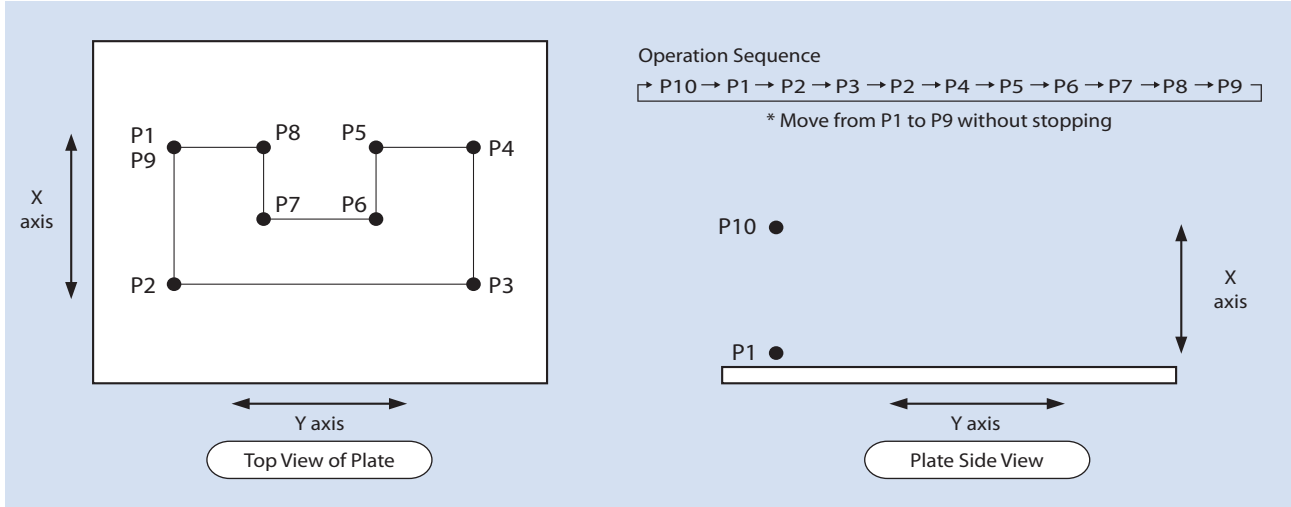 P1
P9
P8
P5
P4
P7
P6
P2
P3
X
axis
Y axis
Top View of Plate
Operation Sequence
→ P10 → P1 → P2 → P3 → P2 → P4 → P5 → P6 → P7 → P8 → P9
* Move from P1 to P9 without stopping
P10
P1
X
axis
Y axis
Plate Side View